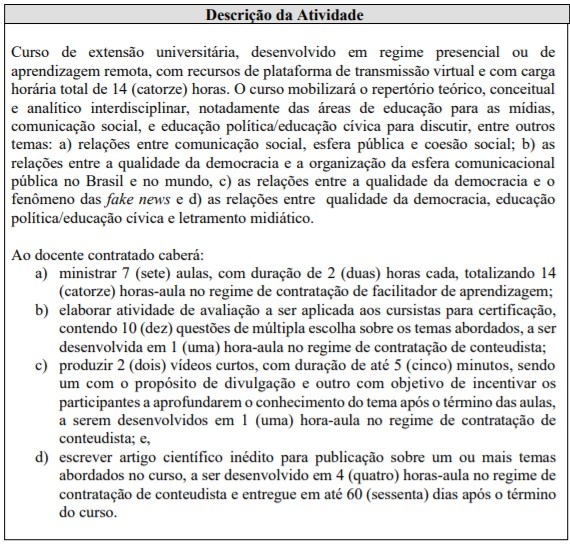 Descrição da Atividade
Curso de extensão universitária, desenvolvido em regime presencial ou de
aprendizagem remota, com recursos de plataforma de transmissão virtual e com carga
horária total de 14 (catorze) horas. O curso mobilizará o repertório teórico, conceitual
e analítico interdisciplinar, notadamente das áreas de educação para as mídias,
comunicação social, e educação política/educação cívica para discutir, entre outros
temas: a) relações entre comunicação social, esfera pública e coesão social; b) as
relações entre a qualidade da democracia e a organização da esfera comunicacional
pública no Brasil e no mundo, c) as relações entre a qualidade da democracia e o
fenômeno das fake news e d) as relações entre qualidade da democracia, educação
política/educação cívica e letramento midiático.
Ao docente contratado caberá:
a) ministrar 7 (sete) aulas, com duração de 2 (duas) horas cada, totalizando 14
(catorze) horas-aula no regime de contratação de facilitador de aprendizagem;
b) elaborar atividade de avaliação a ser aplicada aos cursistas para certificação,
contendo 10 (dez) questões de múltipla escolha sobre os temas abordados, a ser
desenvolvida em 1 (uma) hora-aula no regime de contratação de conteudista;
c) produzir 2 (dois) vídeos curtos, com duração de até 5 (cinco) minutos, sendo
um com o propósito de divulgação e outro com objetivo de incentivar os
participantes a aprofundarem o conhecimento do tema após o término das aulas,
a serem desenvolvidos em 1 (uma) hora-aula no regime de contratação de
conteudista; e,
d) escrever artigo científico inédito para publicação sobre um ou mais temas
abordados no curso, a ser desenvolvido em 4 (quatro) horas-aula no regime de
contratação de conteudista e entregue em até 60 (sessenta) dias após o término
do curso.